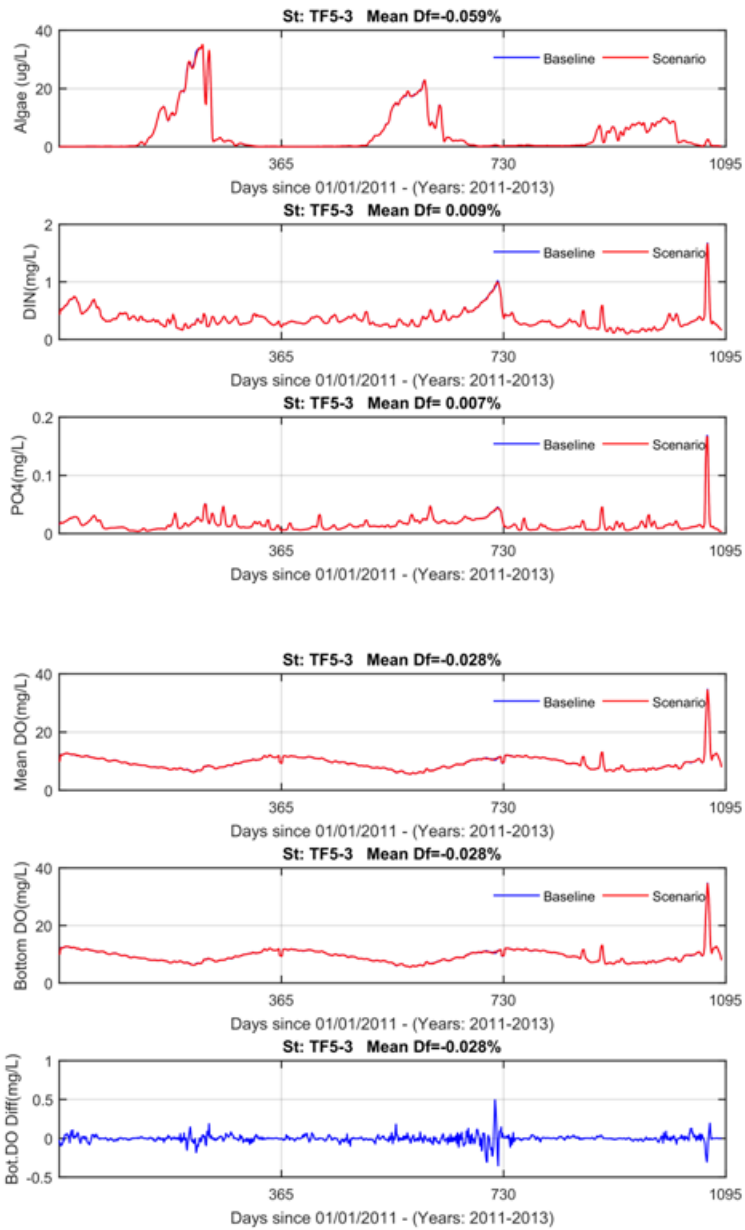 St: TF5-3 Mean Df=-0.059%
Algae (ug/L)
40
20
0
Baseline Scenario
365 730 1095
Days since 01/01/2011 - (Years: 2011-2013)
St: TF5-3 Mean Df= 0.009%
DIN(mg/L)
2
1
0
Baseline Scenario
365 730 1095
Days since 01/01/2011 - (Years: 2011-2013)
St: TF5-3 Mean Df= 0.007%
PO4(mg/L)
0.2
0.1
0
Baseline Scenario
365 730 1095
Days since 01/01/2011 - (Years: 2011-2013)
St: TF5-3 Mean Df=-0.028%
Mean DO(mg/L)
40
20
0
Baseline Scenario
365 730 1095
Days since 01/01/2011 - (Years: 2011-2013)
St: TF5-3 Mean Df=-0.028%
Bottom DO(mg/L)
40
20
0
Baseline Scenario
365 730 1095
Days since 01/01/2011 - (Years: 2011-2013)
St: TF5-3 Mean Df=-0.028%
Bot.DO Diff(mg/L)
1
0.5
0
-0.5
365 730 1095
Days since 01/01/2011 - (Years: 2011-2013)